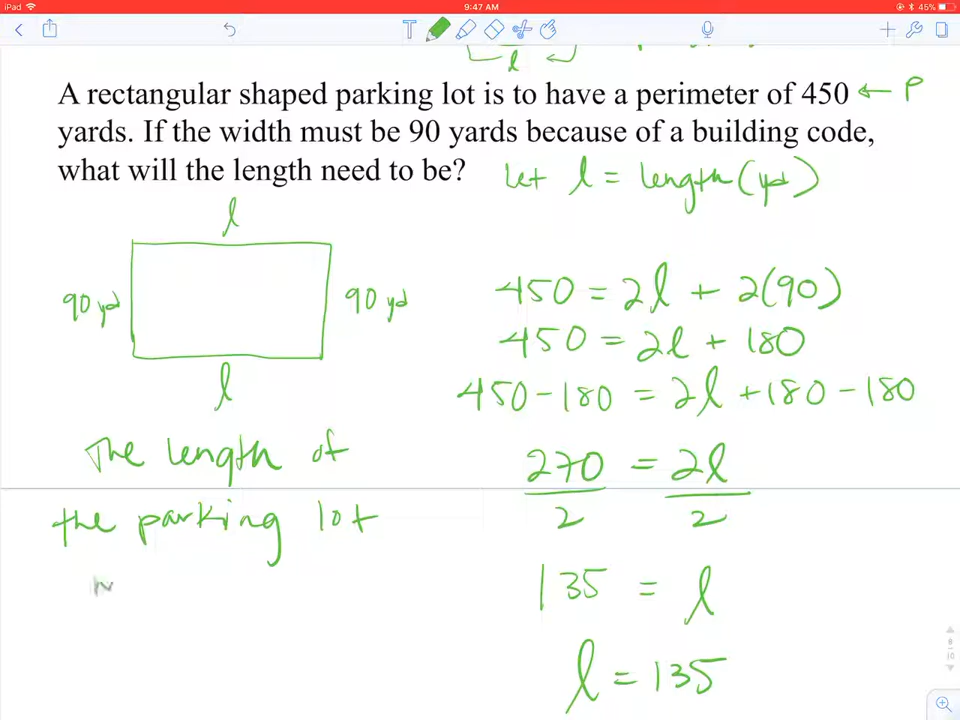 iPad 9:47 AM 45%
T
l
A rectangular shaped parking lot is to have a perimeter of 450 ← P
yards. If the width must be 90 yards because of a building code,
what will the length need to be?
let l = length (yd)
l
90 yd 90 yd
l
450 = 2l + 2(90)
450 = 2l + 180
450 - 180 = 2l + 180 - 180
270 = 2l
2 2
135 = l
l = 135
The length of
the parking lot